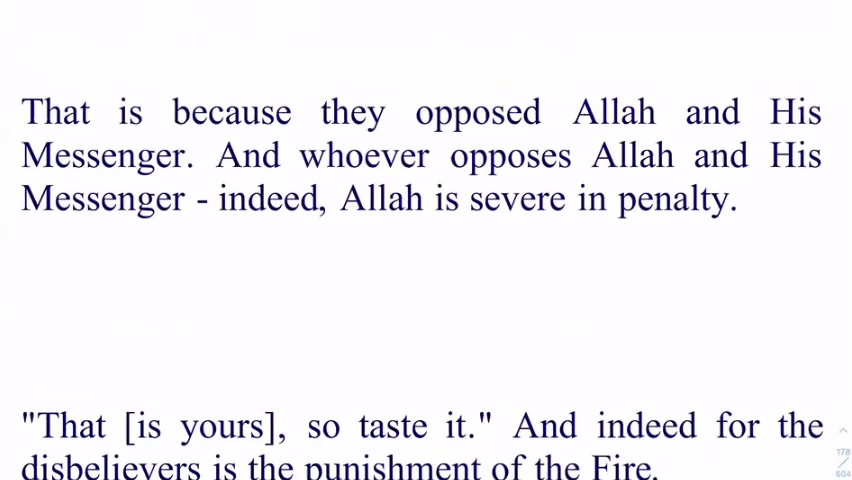 That is because they opposed Allah and His
Messenger. And whoever opposes Allah and His
Messenger - indeed, Allah is severe in penalty.
"That [is yours], so taste it." And indeed for the
disbelievers is the punishment of the Fire.
178
/
604